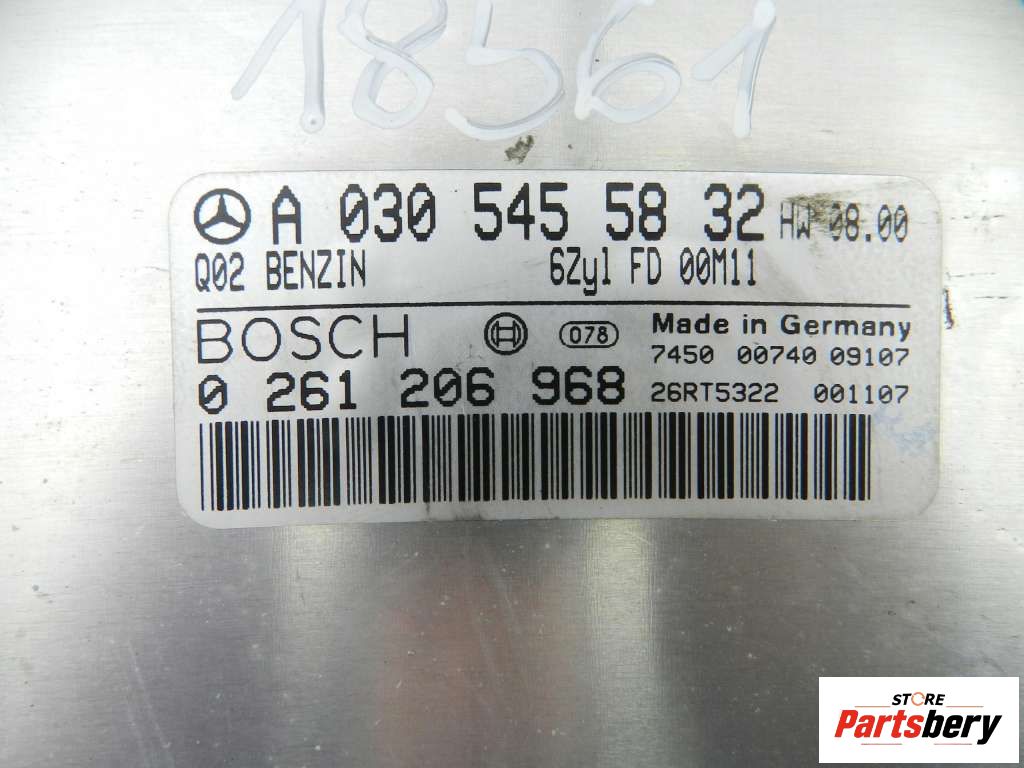 18561
A 030 545 58 32 HW 08.00
Q02 BENZIN 6Zyl FD 00M11
BOSCH 078 Made in Germany
7450 00740 09107
0 261 206 968 26RT5322 001107
STORE
Partsbery